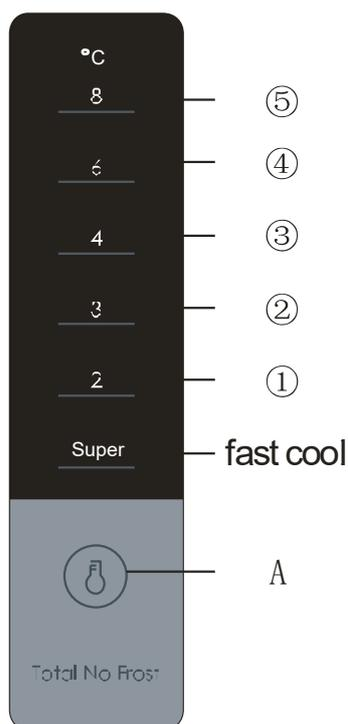 °C
8 ⑤
6 ④
4 ③
3 ②
2 ①
Super fast cool
A
Total No Frost